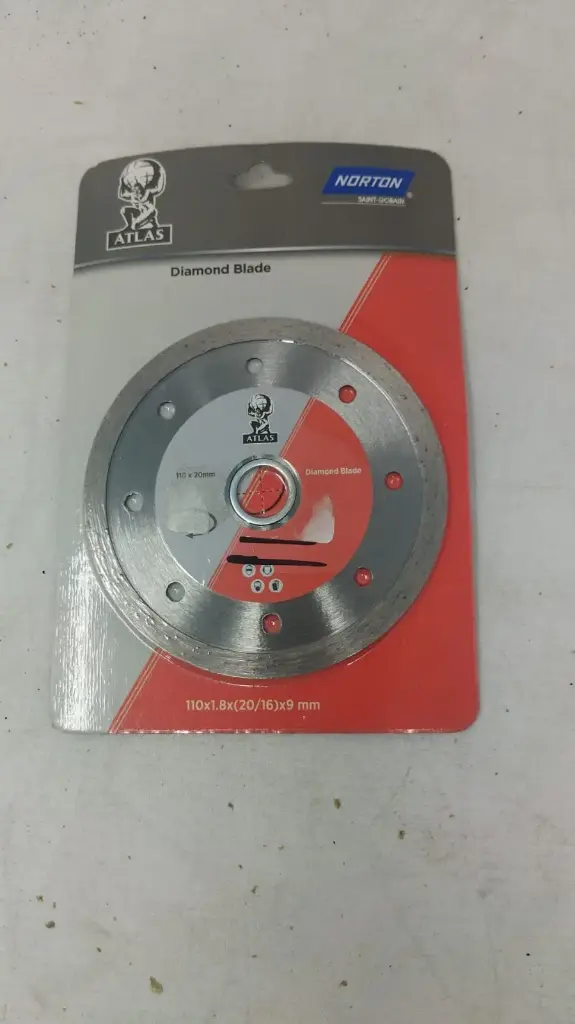 ATLAS
NORTON
SAINT-GOBAIN
Diamond Blade
ATLAS
110 x 20mm
Diamond Blade
110x1.8x(20/16)x9 mm